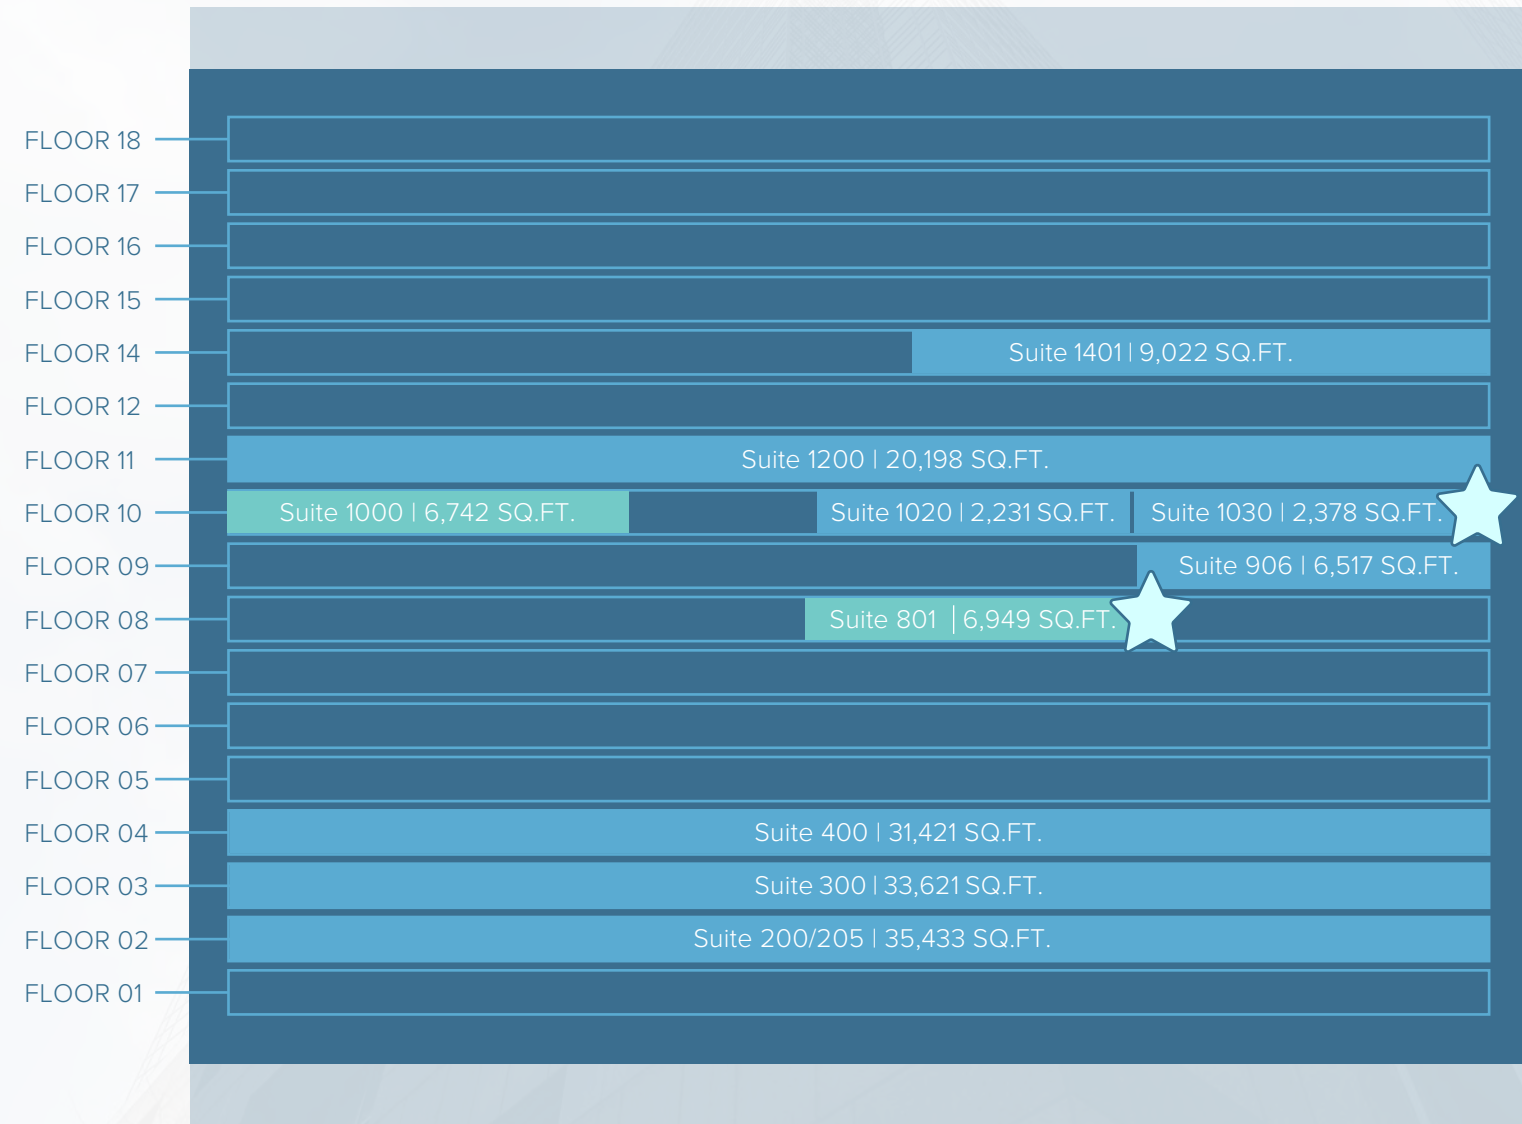 FLOOR 18
FLOOR 17
FLOOR 16
FLOOR 15
FLOOR 14 Suite 1401 | 9,022 SQ.FT.
FLOOR 12
FLOOR 11 Suite 1200 | 20,198 SQ.FT.
FLOOR 10 Suite 1000 | 6,742 SQ.FT. Suite 1020 | 2,231 SQ.FT. Suite 1030 | 2,378 SQ.FT.
FLOOR 09 Suite 906 | 6,517 SQ.FT.
FLOOR 08 Suite 801 | 6,949 SQ.FT.
FLOOR 07
FLOOR 06
FLOOR 05
FLOOR 04 Suite 400 | 31,421 SQ.FT.
FLOOR 03 Suite 300 | 33,621 SQ.FT.
FLOOR 02 Suite 200/205 | 35,433 SQ.FT.
FLOOR 01